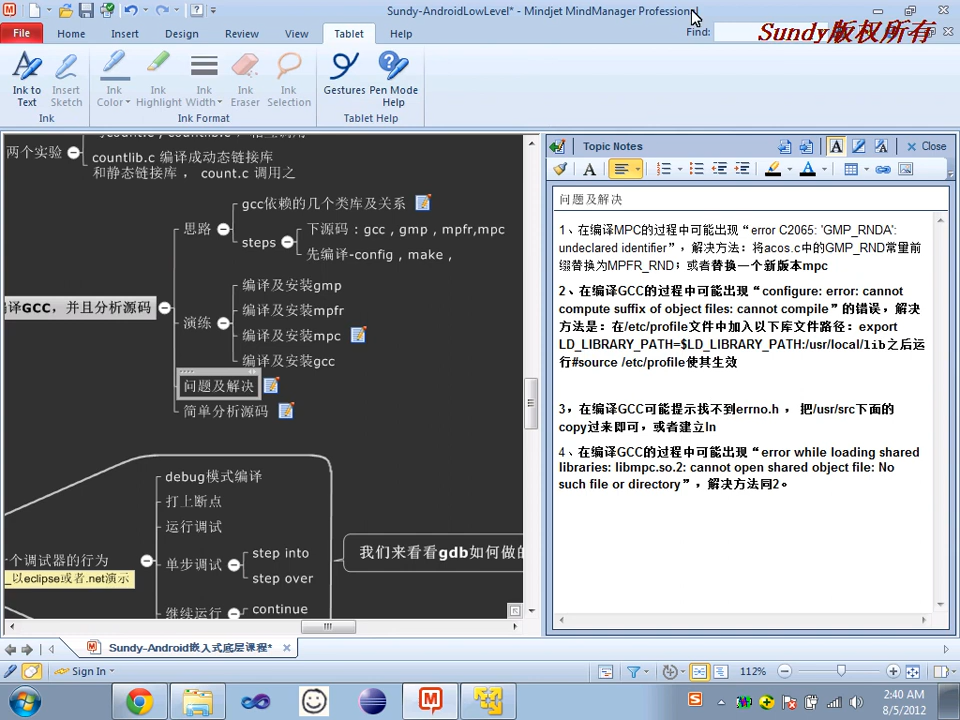 Sundy-AndroidLowLevel* - Mindjet MindManager Professional
Sundy版权所有
File
Home
Insert
Design
Review
View
Tablet
Help
Find:
Ink to Text
Insert Sketch
Ink Color
Ink Highlight
Ink Width
Ink Eraser
Ink Selection
Gestures
Pen Mode Help
Ink
Ink Format
Tablet Help
两个实验
countlib.c 编译成动态链接库
和静态链接库， count.c 调用之
gcc依赖的几个类库及关系
思路
下源码：gcc，gmp，mpfr,mpc
steps
先编译-config，make，
译GCC，并且分析源码
编译及安装gmp
编译及安装mpfr
演练
编译及安装mpc
编译及安装gcc
问题及解决
简单分析源码
debug模式编译
打上断点
运行调试
个调试器的行为
_以eclipse或者.net演示
单步调试
step into
step over
继续运行
continue
我们来看看gdb如何做的
Topic Notes
Close
问题及解决
1、在编译MPC的过程中可能出现“error C2065: 'GMP_RNDA':
undeclared identifier”，解决方法：将acos.c中的GMP_RND常量前
缀替换为MPFR_RND；或者替换一个新版本mpc
2、在编译GCC的过程中可能出现“configure: error: cannot
compute suffix of object files: cannot compile”的错误，解决
方法是：在/etc/profile文件中加入以下库文件路径：export
LD_LIBRARY_PATH=$LD_LIBRARY_PATH:/usr/local/lib之后运
行#source /etc/profile使其生效
3，在编译GCC可能提示找不到errno.h ， 把/usr/src下面的
copy过来即可，或者建立ln
4、在编译GCC的过程中可能出现“error while loading shared
libraries: libmpc.so.2: cannot open shared object file: No
such file or directory”，解决方法同2。
Sundy-Android嵌入式底层课程*
Sign In
112%
2:40 AM
8/5/2012